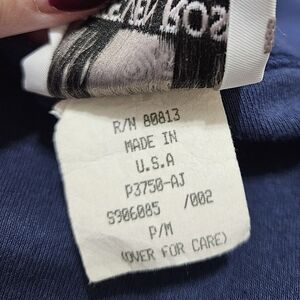 R/N 80813
MADE IN
U.S.A
P3750-AJ
S906085 /002
P/M
(OVER FOR CARE)